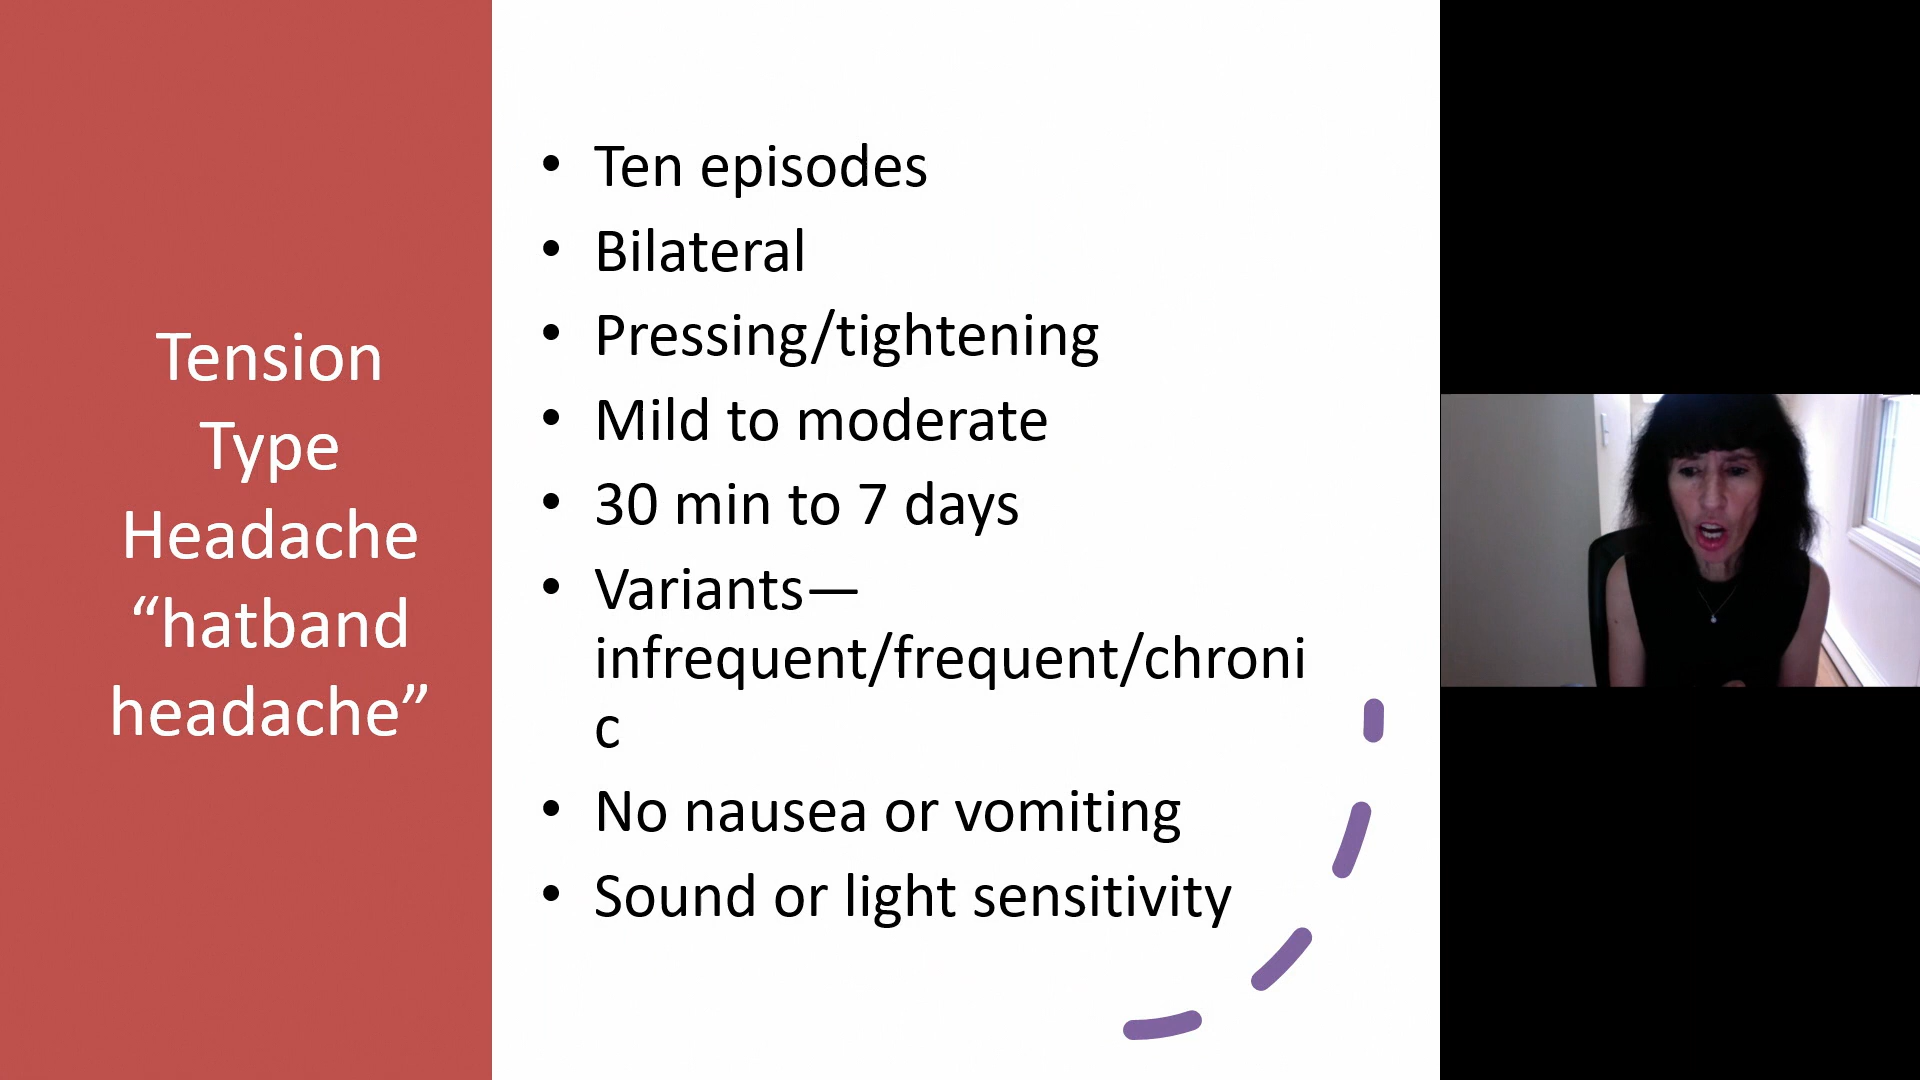 Tension
Type
Headache
“hatband
headache”
• Ten episodes
• Bilateral
• Pressing/tightening
• Mild to moderate
• 30 min to 7 days
• Variants—
infrequent/frequent/chroni
c
• No nausea or vomiting
• Sound or light sensitivity